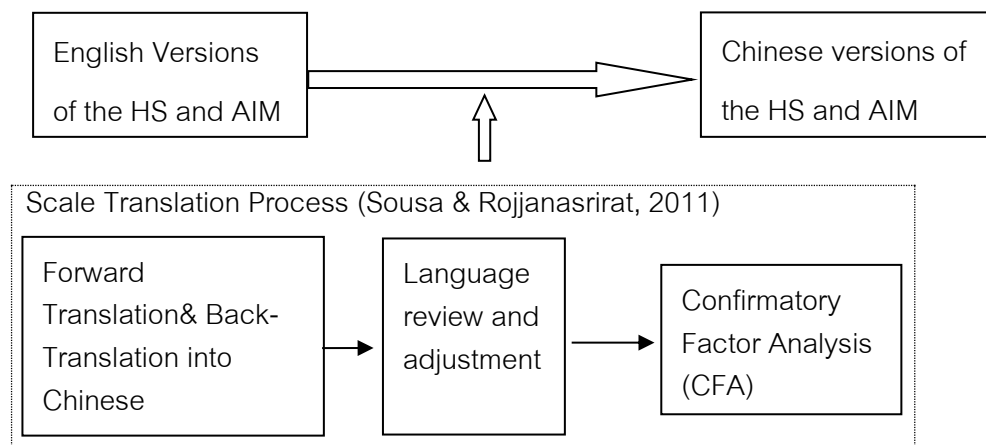 English Versions
of the HS and AIM
Chinese versions of
the HS and AIM
Scale Translation Process (Sousa & Rojjanasrirat, 2011)
Forward
Translation& Back-
Translation into
Chinese
Language
review and
adjustment
Confirmatory
Factor Analysis
(CFA)